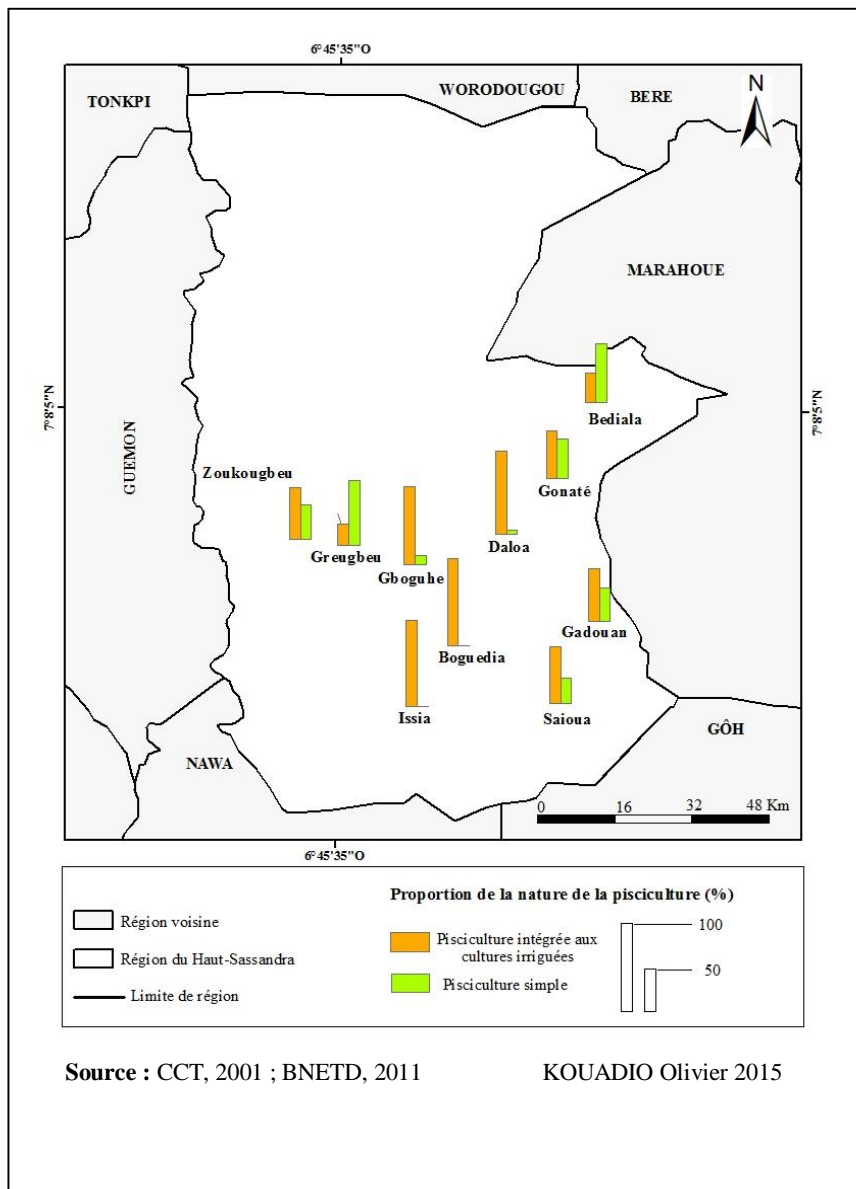 6°45'35"O
WORODOUGOU
BERE
N
TONKPI
MARAHOUE
7°8'5"N
7°8'5"N
GUEMON
Bediala
Zoukougbeu
Gonaté
Daloa
Greugbeu
Gboguhe
Gadouan
Boguedia
Issia
Saioua
GÔH
NAWA
0 16 32 48 Km
6°45'35"O
Proportion de la nature de la pisciculture (%)
Région voisine
Région du Haut-Sassandra
Limite de région
Pisciculture intégrée aux
cultures irriguées
Pisciculture simple
100
50
Source : CCT, 2001 ; BNETD, 2011 KOUADIO Olivier 2015